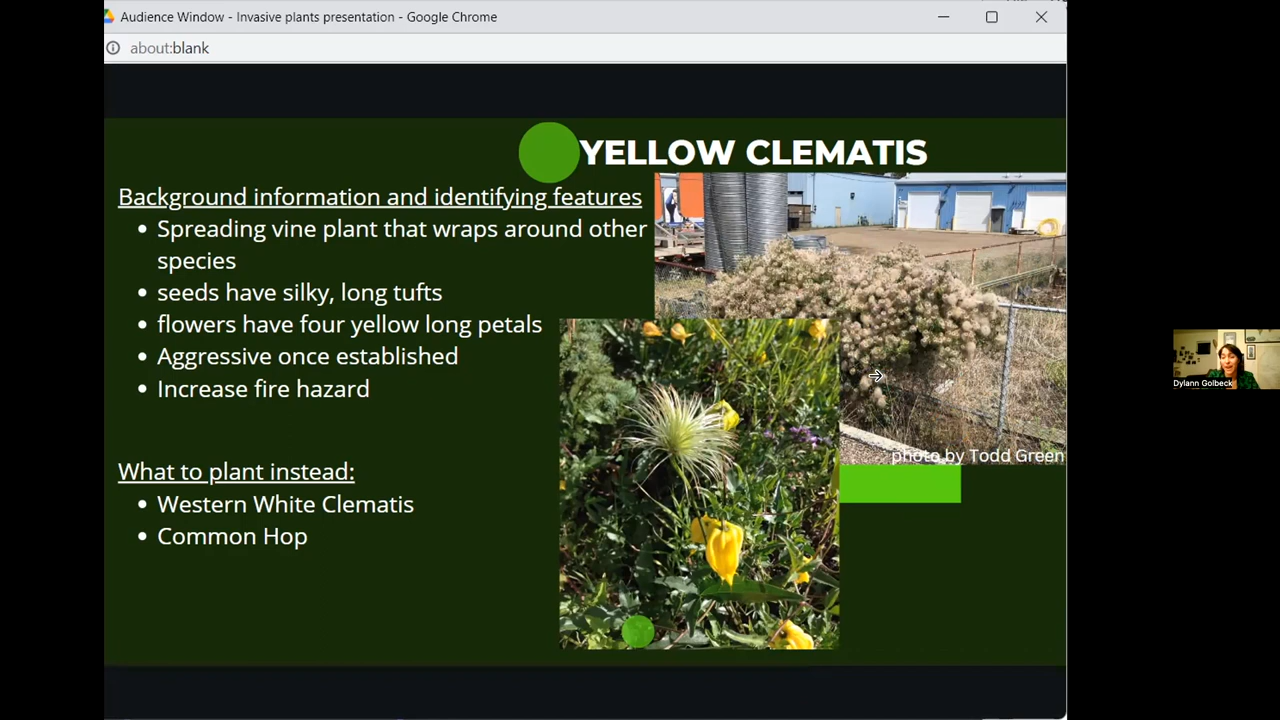 Audience Window - Invasive plants presentation - Google Chrome
about:blank
YELLOW CLEMATIS
Background information and identifying features
• Spreading vine plant that wraps around other
species
• seeds have silky, long tufts
• flowers have four yellow long petals
• Aggressive once established
• Increase fire hazard
What to plant instead:
• Western White Clematis
• Common Hop
photo by Todd Green
Dylann Golbeck